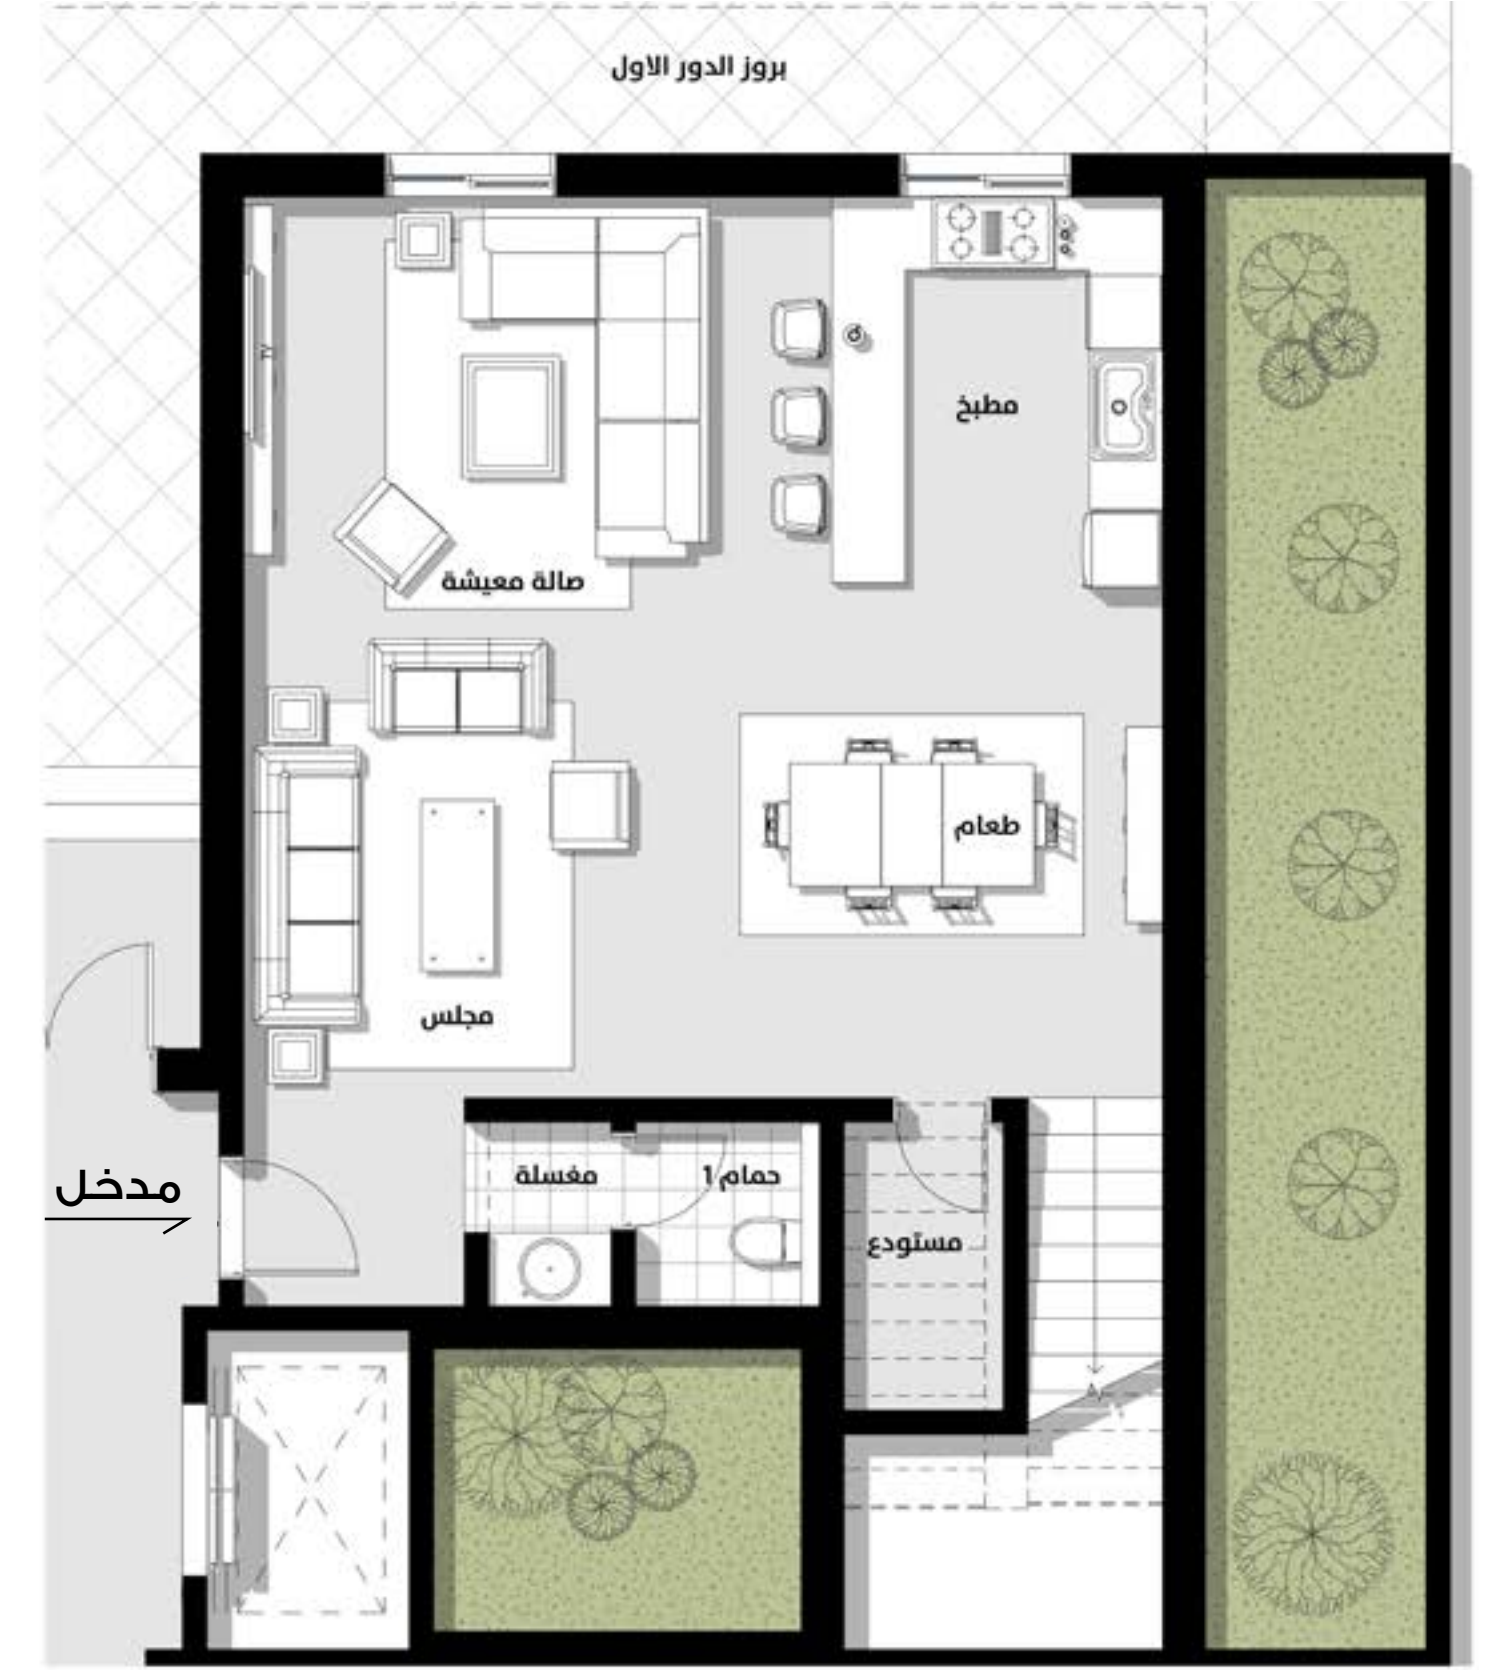 بروز الدور الاول
مطبخ
صالة معيشة
طعام
مجلس
مدخل
مغسلة
حمام 1
مستودع